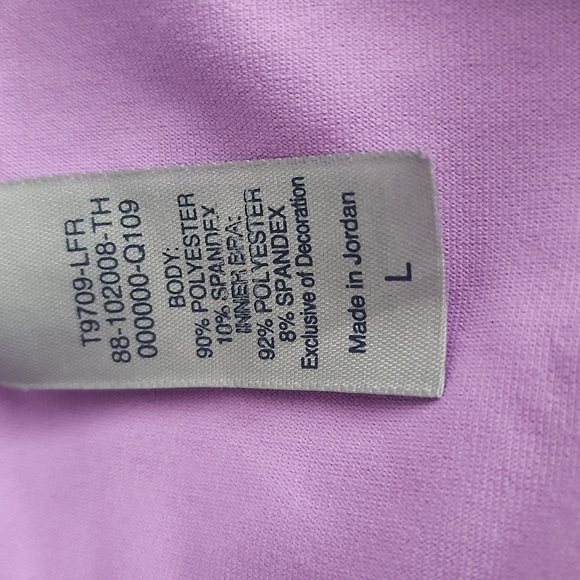 T9709-LFR
88-102008-TH
000000-Q109
BODY:
90% POLYESTER
10% SPANDEX
INNER BRA:
92% POLYESTER
8% SPANDEX
Exclusive of Decoration
Made in Jordan
L